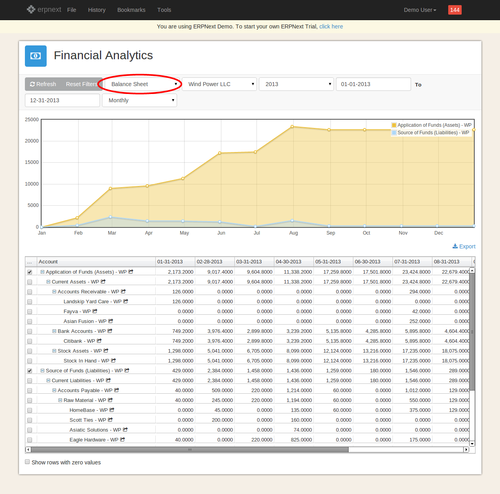 erpnext File History Bookmarks Tools Demo User 144
You are using ERPNext Demo. To start your own ERPNext Trial, click here
Financial Analytics
Refresh Reset Filters Balance Sheet Wind Power LLC 2013 01-01-2013 To
12-31-2013 Monthly
25000
20000
15000
10000
5000
0
Application of Funds (Assets) - WP
Source of Funds (Liabilities) - WP
Jan Feb Mar Apr May Jun Jul Aug Sep Oct Nov Dec
Export
... Account 01-31-2013 02-28-2013 03-31-2013 04-30-2013 05-31-2013 06-30-2013 07-31-2013 08-31-2013
Application of Funds (Assets) - WP 2,173.2000 9,017.4000 9,604.8000 11,338.2000 17,259.8000 17,501.8000 23,424.8000 22,679.4000
Current Assets - WP 2,173.2000 9,017.4000 9,604.8000 11,338.2000 17,259.8000 17,501.8000 23,424.8000 22,679.4000
Accounts Receivable - WP 126.0000 0.0000 0.0000 0.0000 0.0000 0.0000 294.0000 0.0000
Landskip Yard Care - WP 126.0000 0.0000 0.0000 0.0000 0.0000 0.0000 0.0000 0.0000
Fayva - WP 0.0000 0.0000 0.0000 0.0000 0.0000 0.0000 42.0000 0.0000
Asian Fusion - WP 0.0000 0.0000 0.0000 0.0000 0.0000 0.0000 252.0000 0.0000
Bank Accounts - WP 749.2000 3,976.4000 2,899.8000 3,239.2000 5,135.8000 4,285.8000 5,895.8000 4,604.4000
Citibank - WP 749.2000 3,976.4000 2,899.8000 3,239.2000 5,135.8000 4,285.8000 5,895.8000 4,604.4000
Stock Assets - WP 1,298.0000 5,041.0000 6,705.0000 8,099.0000 12,124.0000 13,216.0000 17,235.0000 18,075.0000
Stock In Hand - WP 1,298.0000 5,041.0000 6,705.0000 8,099.0000 12,124.0000 13,216.0000 17,235.0000 18,075.0000
Source of Funds (Liabilities) - WP 429.0000 2,384.0000 1,458.0000 1,436.0000 1,259.0000 180.0000 1,546.0000 289.0000
Current Liabilities - WP 429.0000 2,384.0000 1,458.0000 1,436.0000 1,259.0000 180.0000 1,546.0000 289.0000
Accounts Payable - WP 40.0000 509.0000 220.0000 1,214.0000 60.0000 0.0000 1,012.0000 129.0000
Raw Material - WP 40.0000 245.0000 220.0000 1,194.0000 60.0000 0.0000 550.0000 129.0000
HomeBase - WP 0.0000 45.0000 0.0000 135.0000 60.0000 0.0000 375.0000 129.0000
Scott Ties - WP 0.0000 200.0000 0.0000 160.0000 0.0000 0.0000 0.0000 0.0000
Asiatic Solutions - WP 0.0000 0.0000 0.0000 74.0000 0.0000 0.0000 0.0000 0.0000
Eagle Hardware - WP 40.0000 0.0000 220.0000 825.0000 0.0000 0.0000 175.0000 0.0000
Show rows with zero values